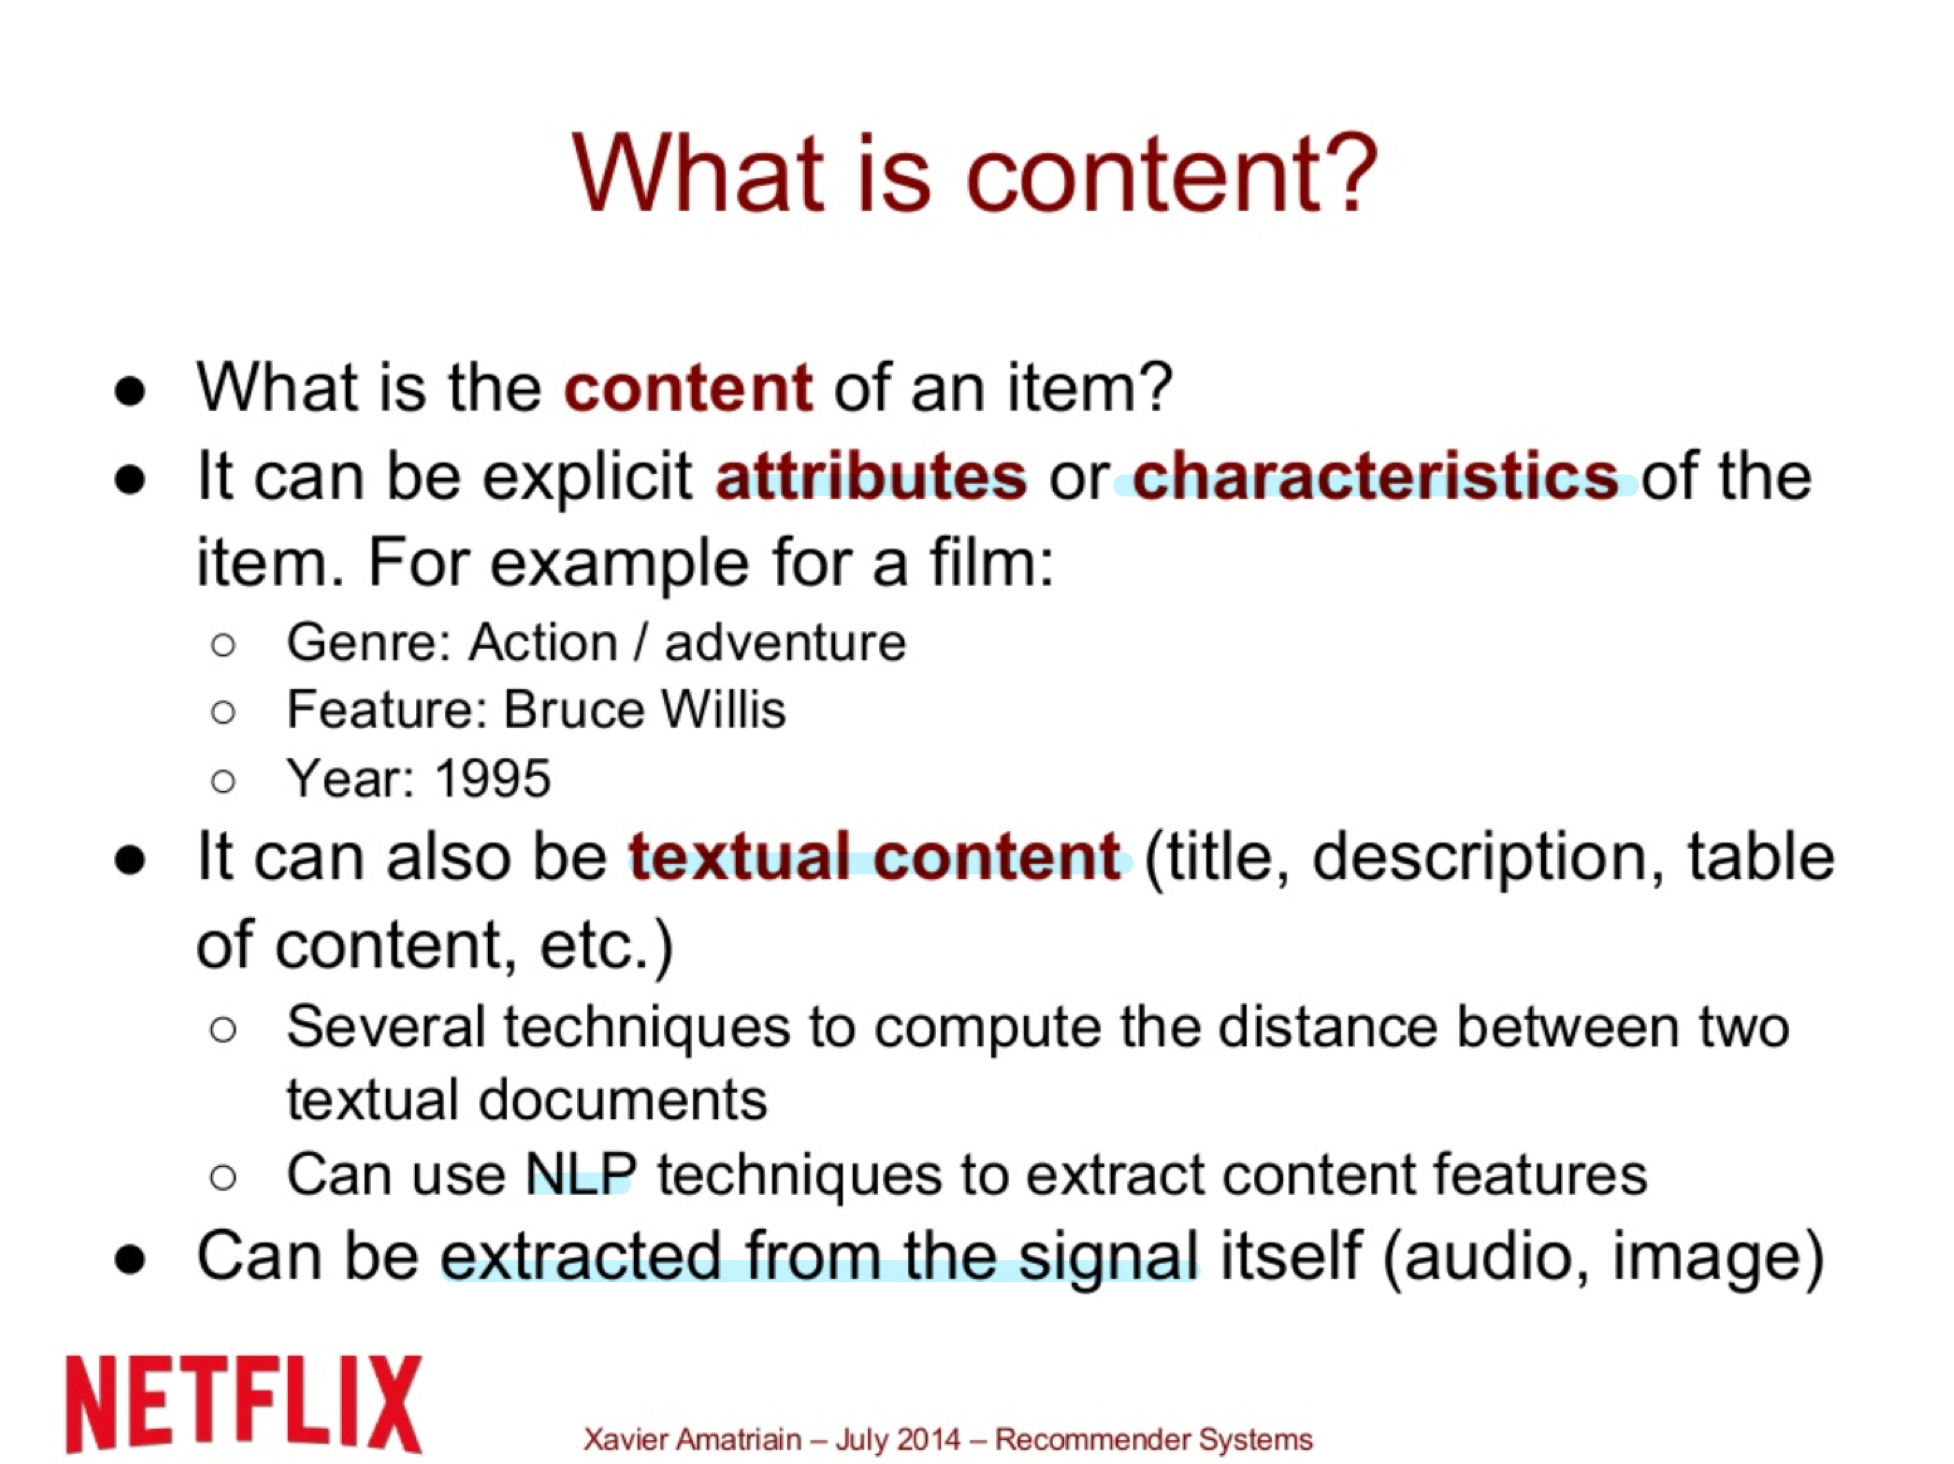 What is content?
● What is the content of an item?
● It can be explicit attributes or characteristics of the
item. For example for a film:
○ Genre: Action / adventure
○ Feature: Bruce Willis
○ Year: 1995
● It can also be textual content (title, description, table
of content, etc.)
○ Several techniques to compute the distance between two
textual documents
○ Can use NLP techniques to extract content features
● Can be extracted from the signal itself (audio, image)
NETFLIX
Xavier Amatriain – July 2014 – Recommender Systems